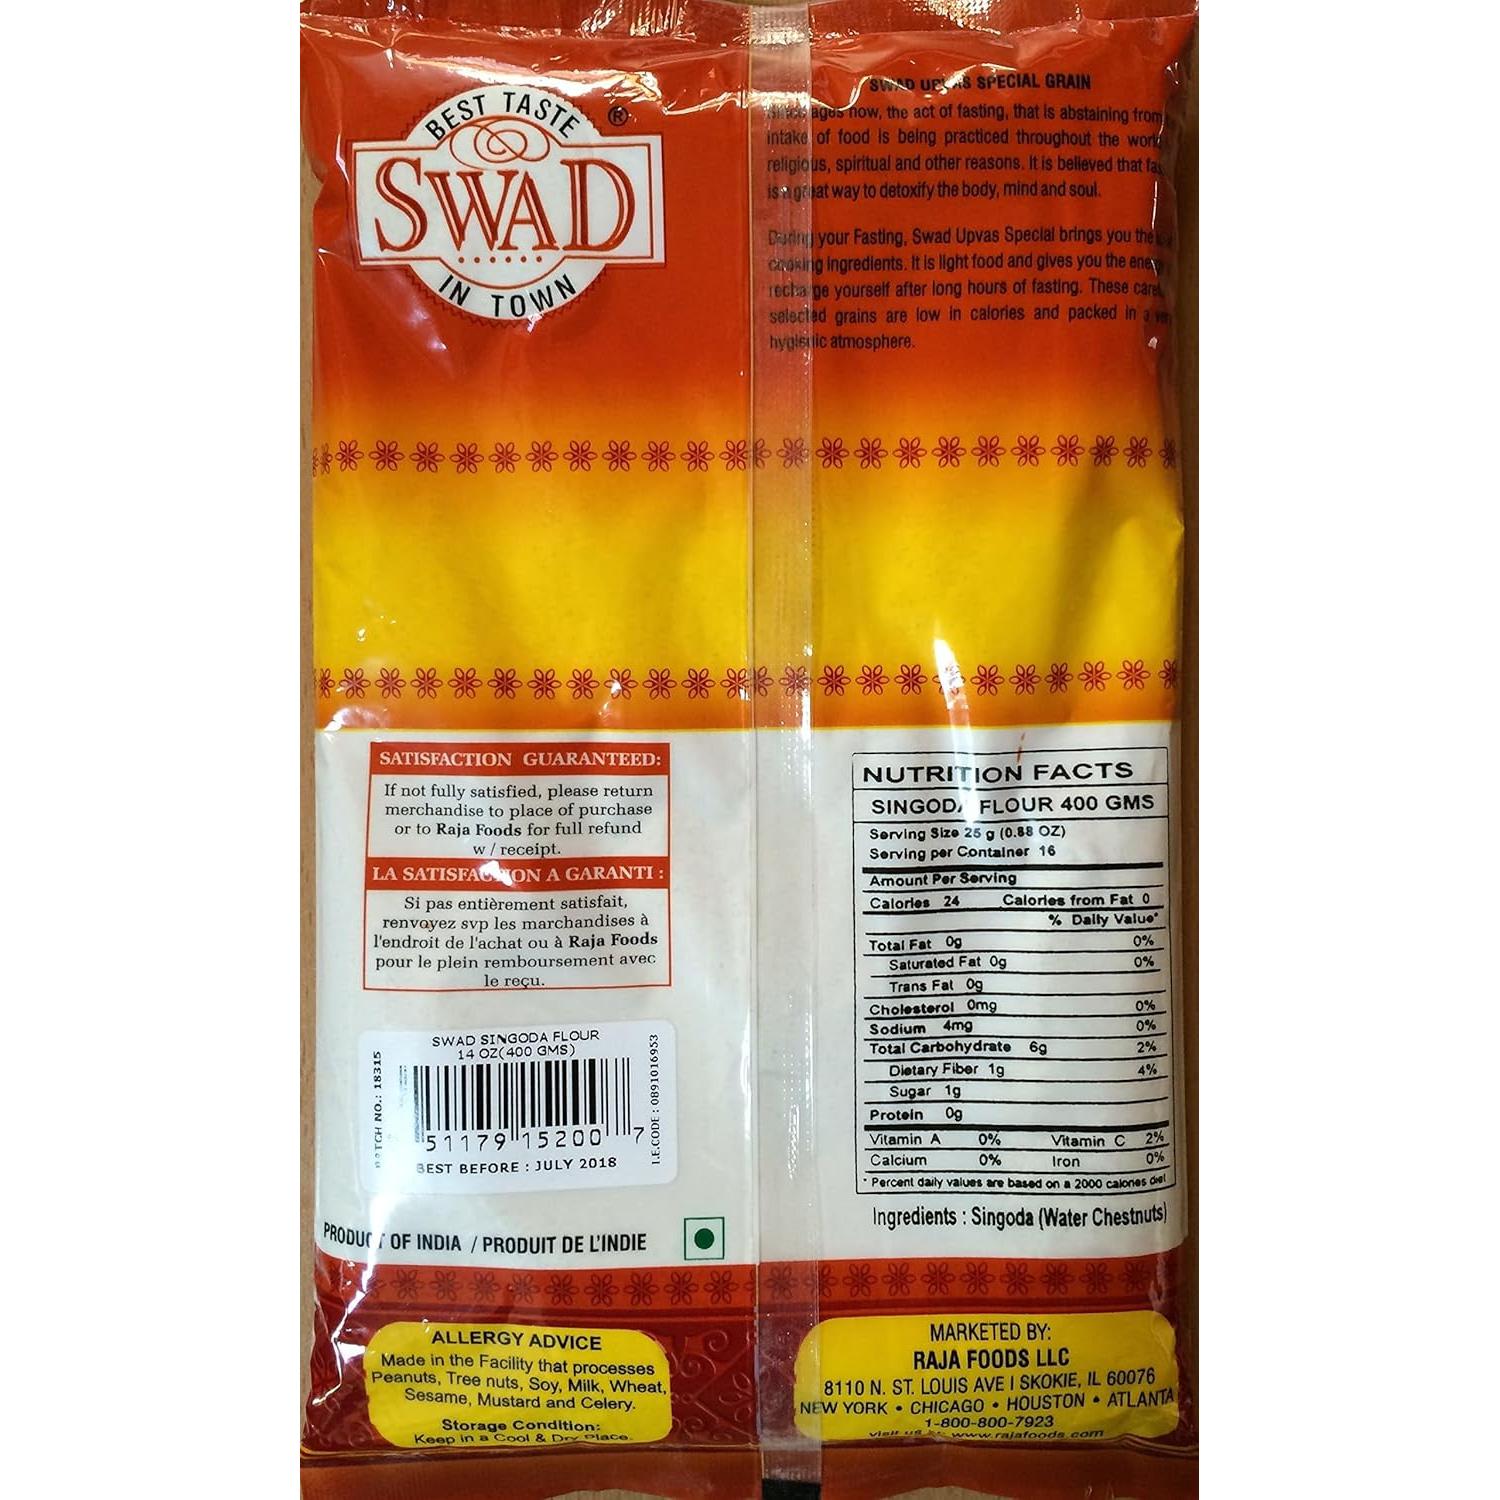 BEST TASTE
®
SWAD
IN TOWN
SWAD UPVAS SPECIAL GRAIN
ages now, the act of fasting, that is abstaining from
intake of food is being practiced throughout the
religious, spiritual and other reasons. It is believed that
is a great way to detoxify the body, mind and soul.
During your Fasting, Swad Upvas Special brings you the
cooking ingredients. It is light food and gives you the
recharge yourself after long hours of fasting. These
selected grains are low in calories and packed in a
atmosphere.
SATISFACTION GUARANTEED:
If not fully satisfied, please return
merchandise to place of purchase
or to Raja Foods for full refund
w / receipt.
LA SATISFACTION A GARANTI :
Si pas entièrement satisfait,
renvoyez svp les marchandises à
l'endroit de l'achat ou à Raja Foods
pour le plein remboursement avec
le reçu.
SWAD SINGODA FLOUR
14 OZ(400 GMS)
BATCH NO.: 18315
I.E.CODE : 0891016953
51179 15200 7
BEST BEFORE : JULY 2018
PRODUCT OF INDIA / PRODUIT DE L'INDIE
NUTRITION FACTS
SINGODA FLOUR 400 GMS
Serving Size 25 g (0.88 OZ)
Serving per Container 16
Amount Per Serving
Calories 24 Calories from Fat 0
% Daily Value*
Total Fat 0g 0%
Saturated Fat 0g 0%
Trans Fat 0g
Cholesterol 0mg 0%
Sodium 4mg 0%
Total Carbohydrate 6g 2%
Dietary Fiber 1g 4%
Sugar 1g
Protein 0g
Vitamin A 0% Vitamin C 2%
Calcium 0% Iron 0%
* Percent daily values are based on a 2000 calories diet
Ingredients : Singoda (Water Chestnuts)
ALLERGY ADVICE
Made in the Facility that processes
Peanuts, Tree nuts, Soy, Milk, Wheat,
Sesame, Mustard and Celery.
Storage Condition:
Keep in a Cool & Dry Place.
MARKETED BY:
RAJA FOODS LLC
8110 N. ST. LOUIS AVE I SKOKIE, IL 60076
NEW YORK • CHICAGO • HOUSTON • ATLANTA
1-800-800-7923
visit us www.rajafoods.com